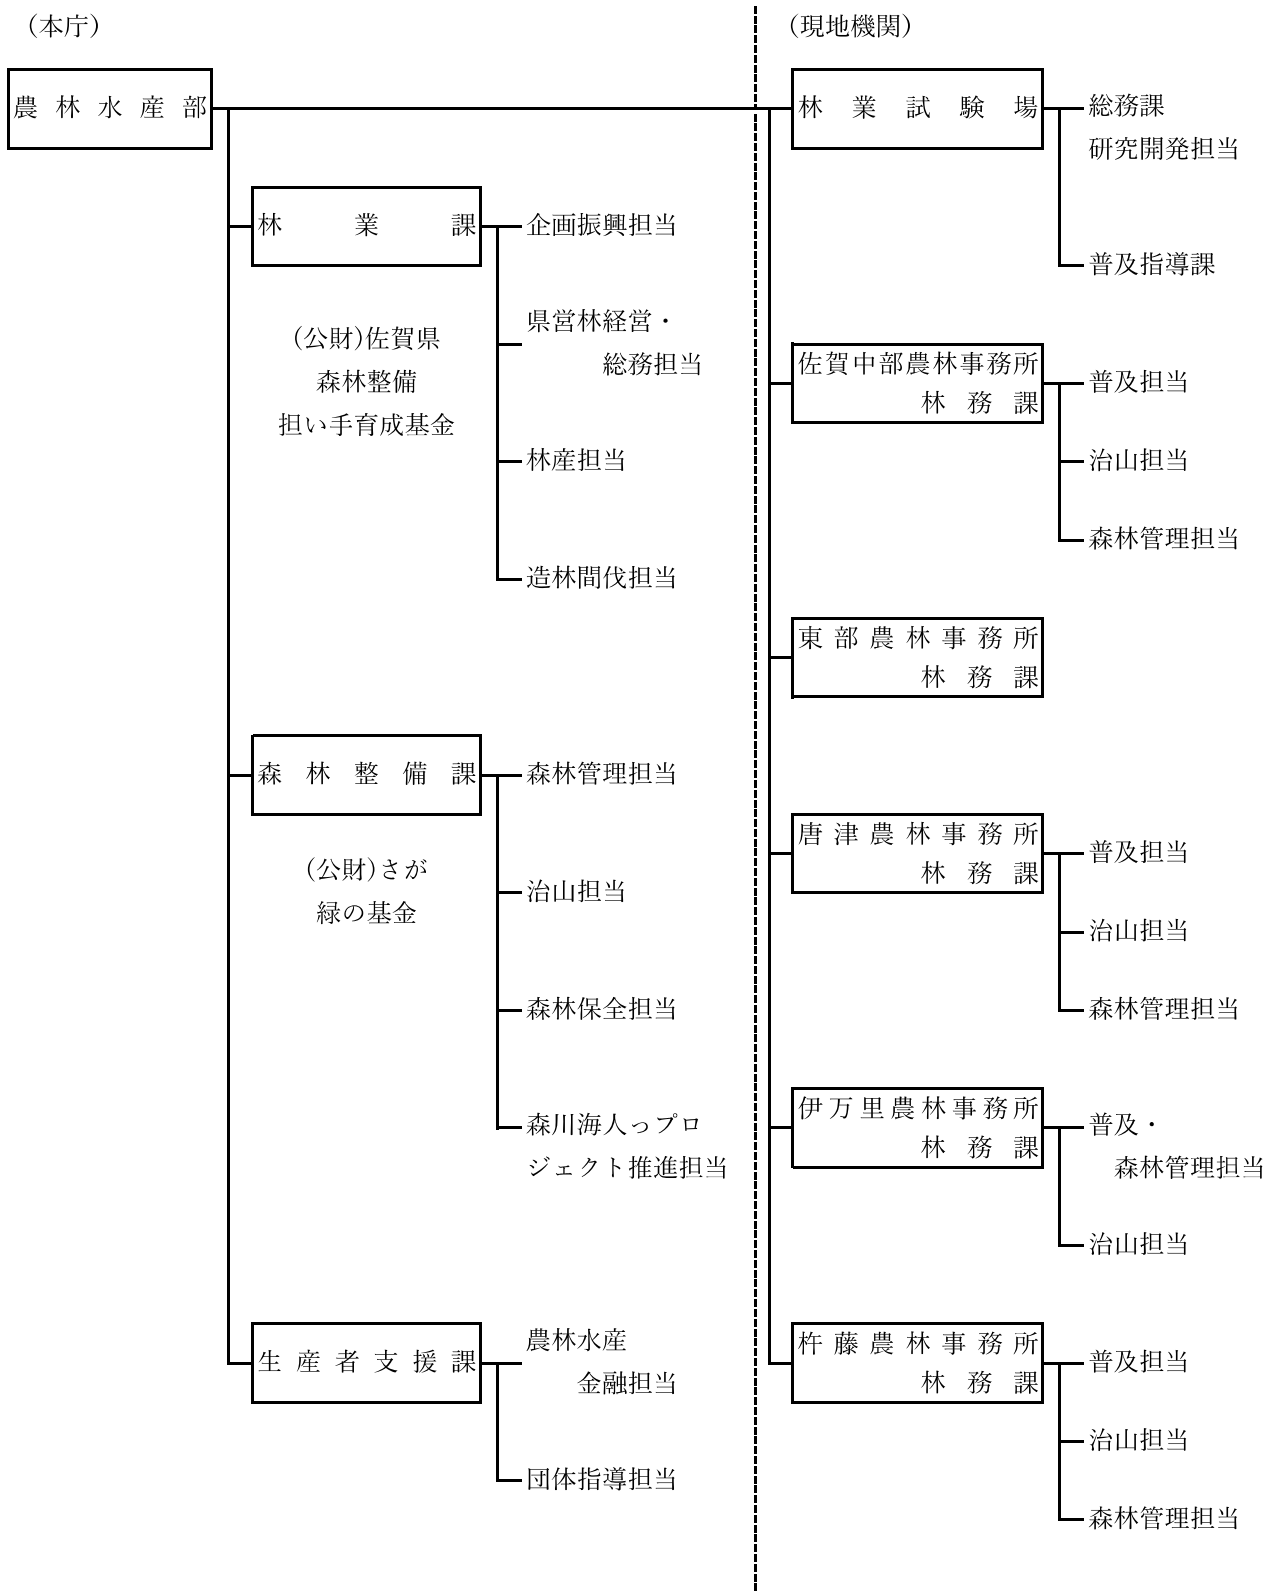 （本庁）
農林水産部
林業課
企画振興担当
県営林経営・
総務担当
(公財)佐賀県
森林整備
担い手育成基金
林産担当
造林間伐担当
森林整備課
森林管理担当
(公財)さが
緑の基金
治山担当
森林保全担当
森川海人っプロ
ジェクト推進担当
生産者支援課
農林水産
金融担当
団体指導担当
（現地機関）
林業試験場
総務課
研究開発担当
普及指導課
佐賀中部農林事務所
林務課
普及担当
治山担当
森林管理担当
東部農林事務所
林務課
唐津農林事務所
林務課
普及担当
治山担当
森林管理担当
伊万里農林事務所
林務課
普及・
森林管理担当
治山担当
杵藤農林事務所
林務課
普及担当
治山担当
森林管理担当